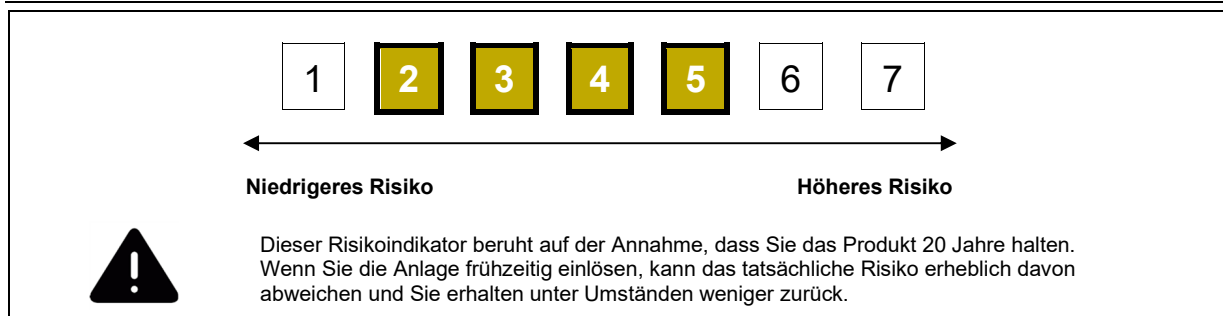 1 2 3 4 5 6 7
Niedrigeres Risiko Höheres Risiko
Dieser Risikoindikator beruht auf der Annahme, dass Sie das Produkt 20 Jahre halten.
Wenn Sie die Anlage frühzeitig einlösen, kann das tatsächliche Risiko erheblich davon
abweichen und Sie erhalten unter Umständen weniger zurück.